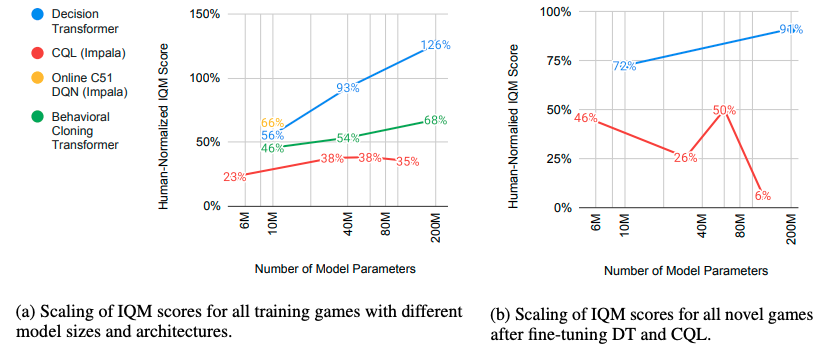 Decision
Transformer
CQL (Impala)
Online C51
DQN (Impala)
Behavioral
Cloning
Transformer
Human-Normalized IQM Score
150%
100%
50%
0%
126%
93%
66%
56%
46%
54%
68%
23%
38%
38%
35%
6M
10M
40M
80M
200M
Number of Model Parameters
(a) Scaling of IQM scores for all training games with different
model sizes and architectures.
Human-Normalied IQM Score
100%
75%
50%
25%
0%
91%
72%
46%
50%
26%
6%
6M
10M
40M
80M
200M
Number of Model Parameters
(b) Scaling of IQM scores for all novel games
after fine-tuning DT and CQL.